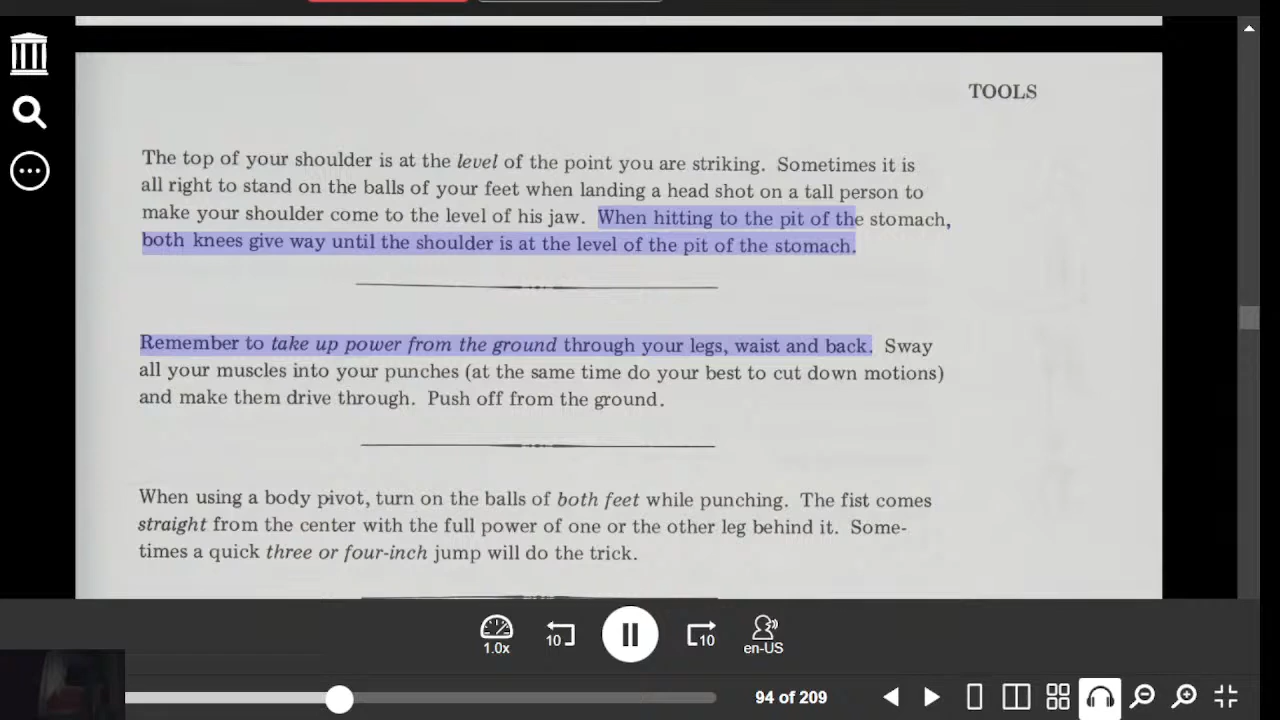 TOOLS
The top of your shoulder is at the level of the point you are striking. Sometimes it is
all right to stand on the balls of your feet when landing a head shot on a tall person to
make your shoulder come to the level of his jaw. When hitting to the pit of the stomach,
both knees give way until the shoulder is at the level of the pit of the stomach.
Remember to take up power from the ground through your legs, waist and back. Sway
all your muscles into your punches (at the same time do your best to cut down motions)
and make them drive through. Push off from the ground.
When using a body pivot, turn on the balls of both feet while punching. The fist comes
straight from the center with the full power of one or the other leg behind it. Some-
times a quick three or four-inch jump will do the trick.
1.0x
10
10
en-US
94 of 209